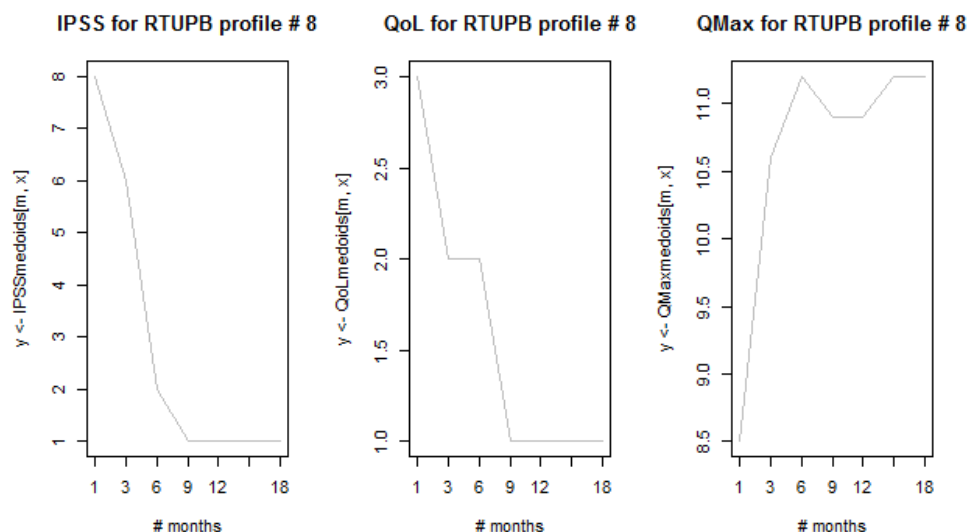 IPSS for RTUPB profile # 8
y <- IPSSmedoids[m, x]
8
7
6
5
4
3
2
1
1 3 6 9 12 18
# months
QoL for RTUPB profile # 8
y <- QoLmedoids[m, x]
3.0
2.5
2.0
1.5
1.0
1 3 6 9 12 18
# months
QMax for RTUPB profile # 8
y <- QMaxmedoids[m, x]
11.0
10.5
10.0
9.5
9.0
8.5
1 3 6 9 12 18
# months